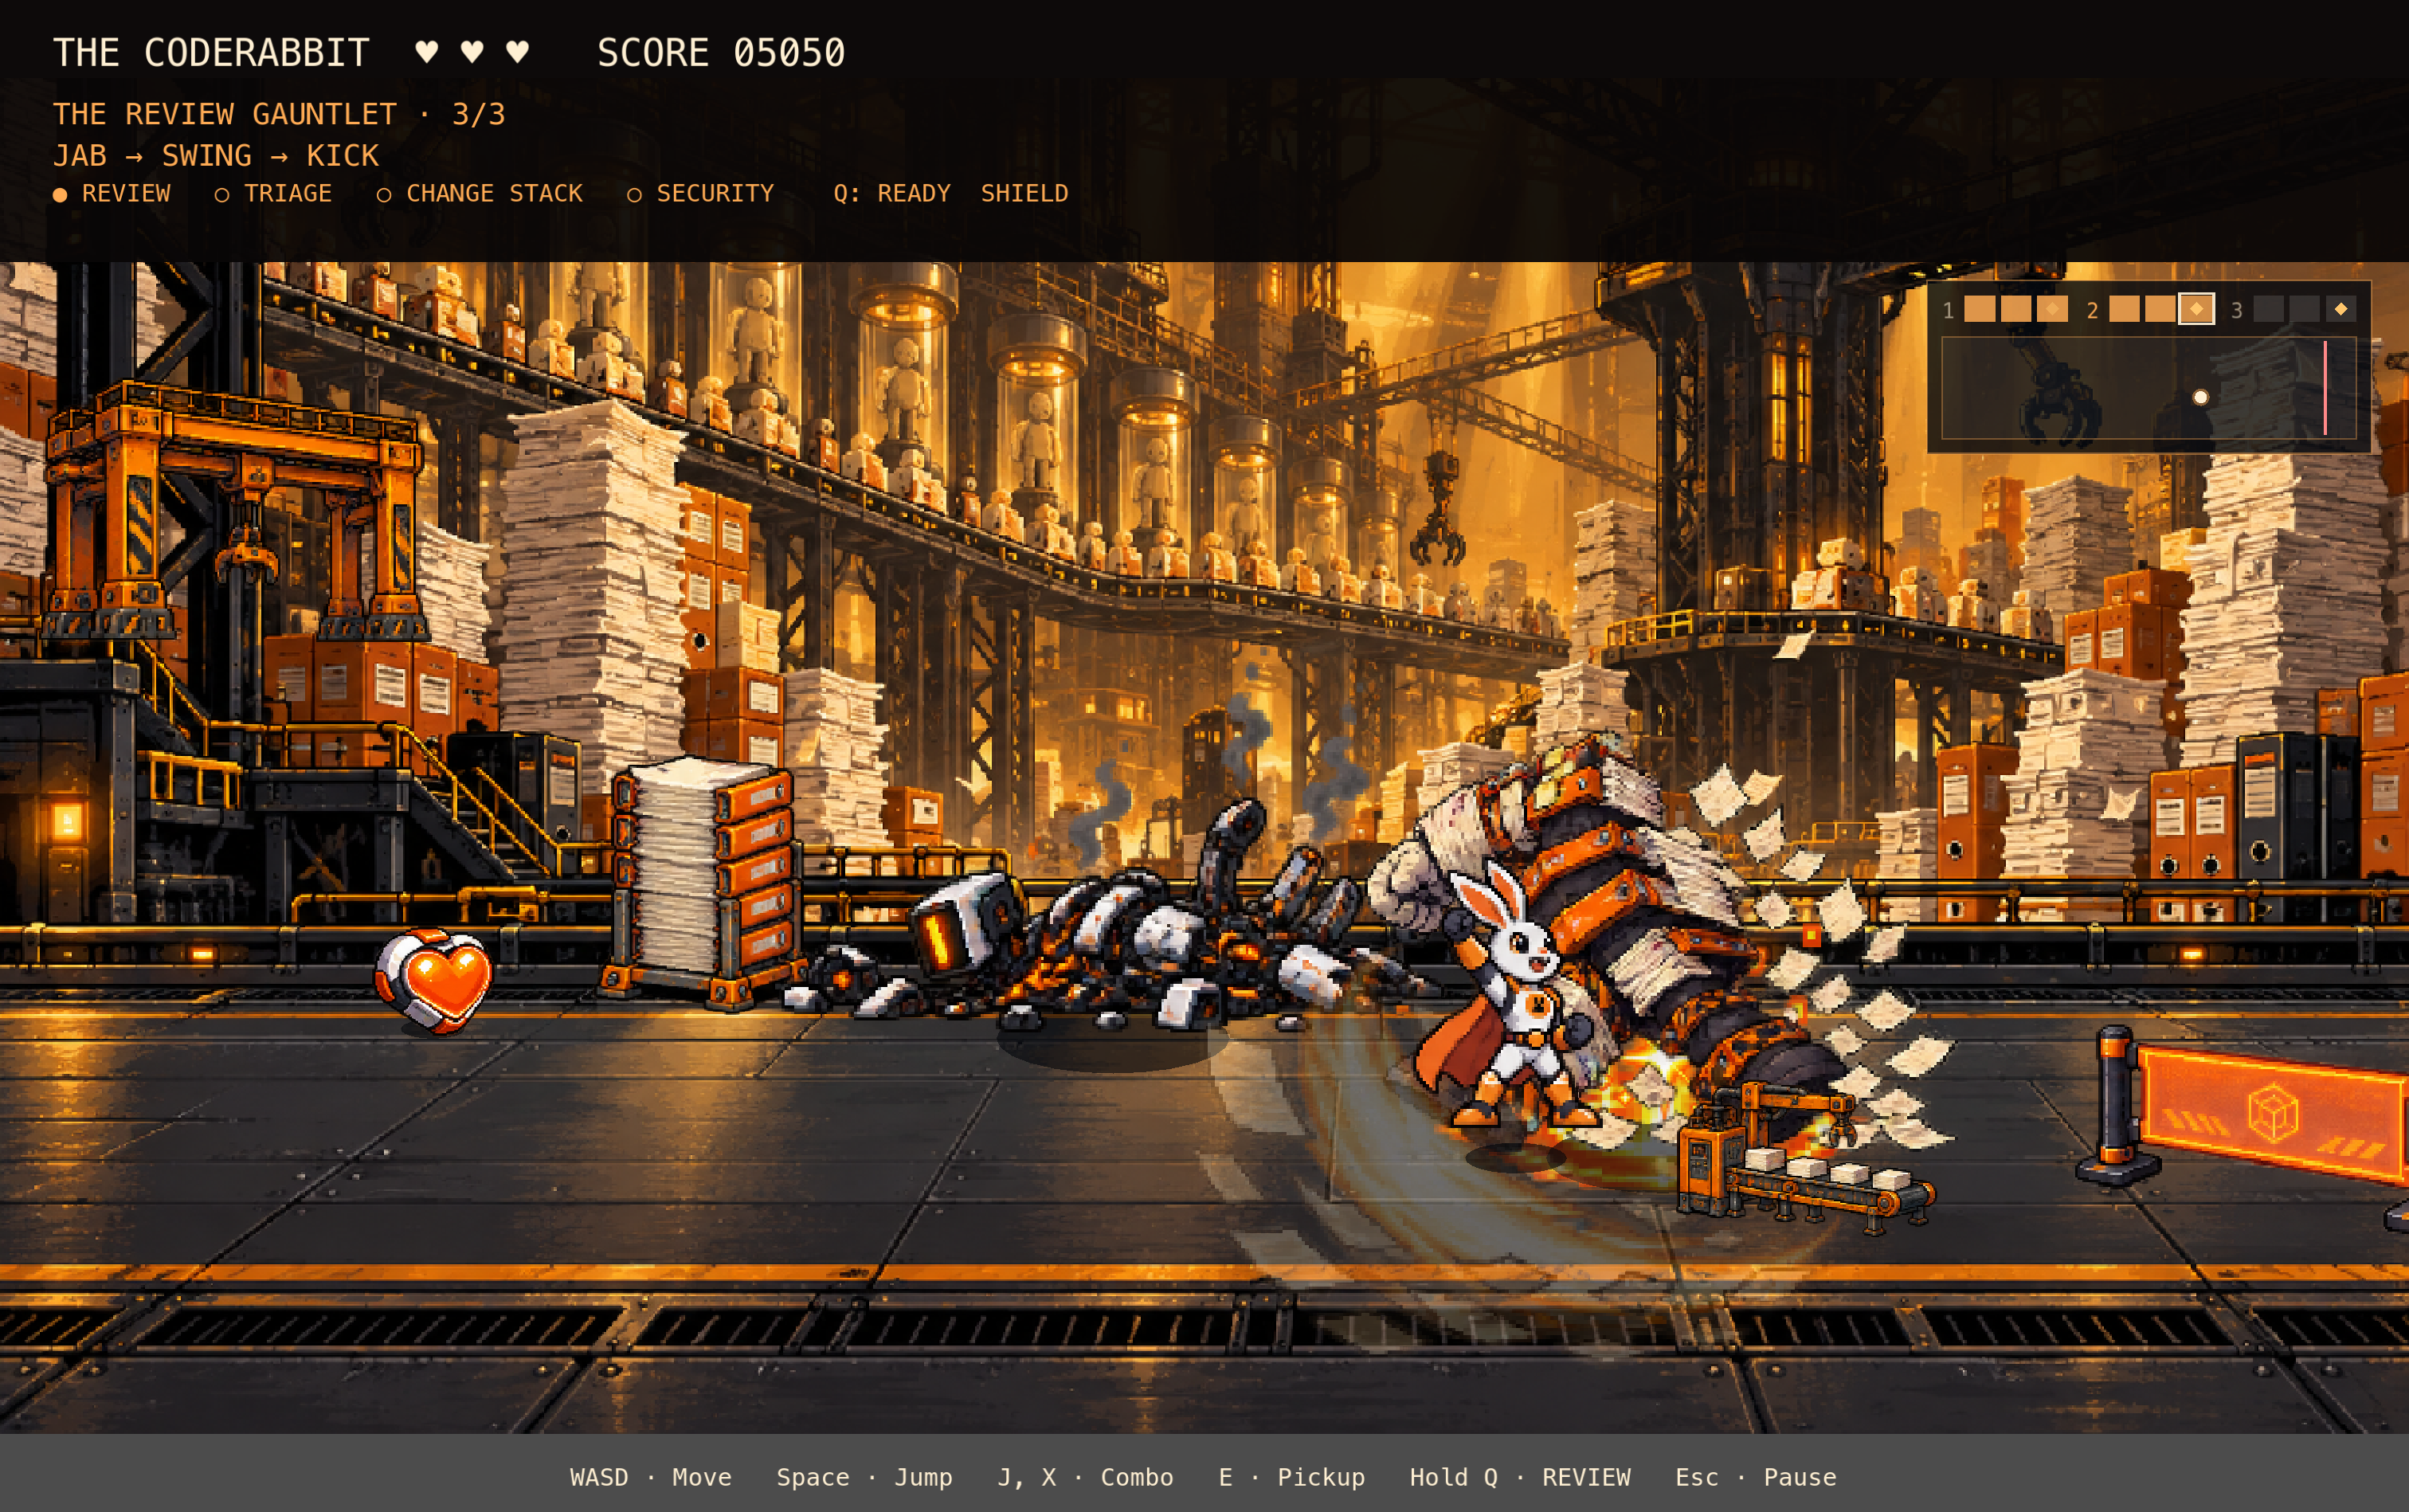 THE CODERABBIT ♥ ♥ ♥ SCORE 05050
THE REVIEW GAUNTLET · 3/3
JAB → SWING → KICK
● REVIEW ○ TRIAGE ○ CHANGE STACK ○ SECURITY Q: READY SHIELD
1 2 3
WASD · Move Space · Jump J, X · Combo E · Pickup Hold Q · REVIEW Esc · Pause